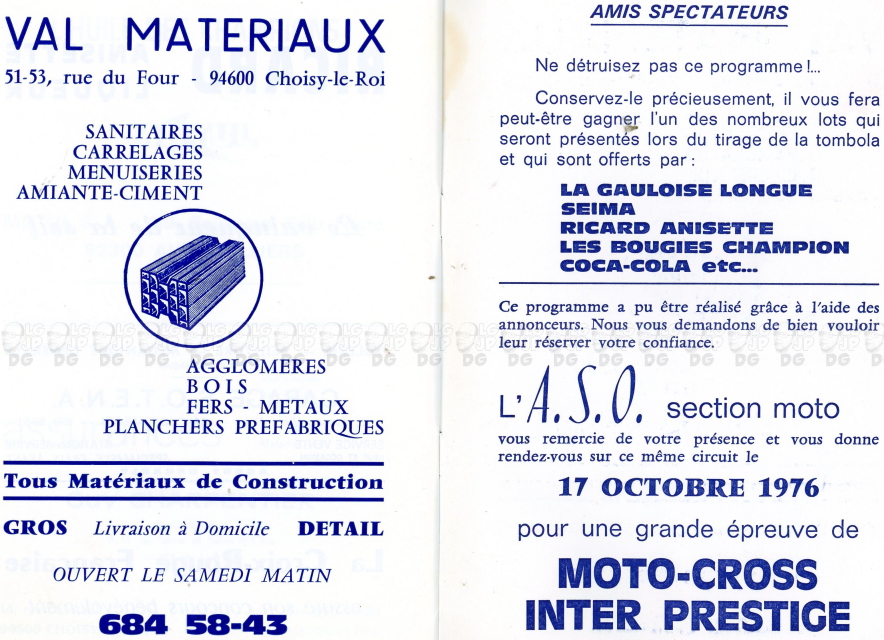 VAL MATERIAUX
51-53, rue du Four - 94600 Choisy-le-Roi
SANITAIRES
CARRELAGES
MENUISERIES
AMIANTE-CIMENT
AGGLOMERES
BOIS
FERS - METAUX
PLANCHERS PREFABRIQUES
Tous Matériaux de Construction
GROS Livraison à Domicile DETAIL
OUVERT LE SAMEDI MATIN
684 58-43
AMIS SPECTATEURS
Ne détruisez pas ce programme !...
Conservez-le précieusement, il vous fera
peut-être gagner l'un des nombreux lots qui
seront présentés lors du tirage de la tombola
et qui sont offerts par :
LA GAULOISE LONGUE
SEIMA
RICARD ANISETTE
LES BOUGIES CHAMPION
COCA-COLA etc...
Ce programme a pu être réalisé grâce à l'aide des
annonceurs. Nous vous demandons de bien vouloir
leur réserver votre confiance.
L'A.S.O. section moto
vous remercie de votre présence et vous donne
rendez-vous sur ce même circuit le
17 OCTOBRE 1976
pour une grande épreuve de
MOTO-CROSS
INTER PRESTIGE